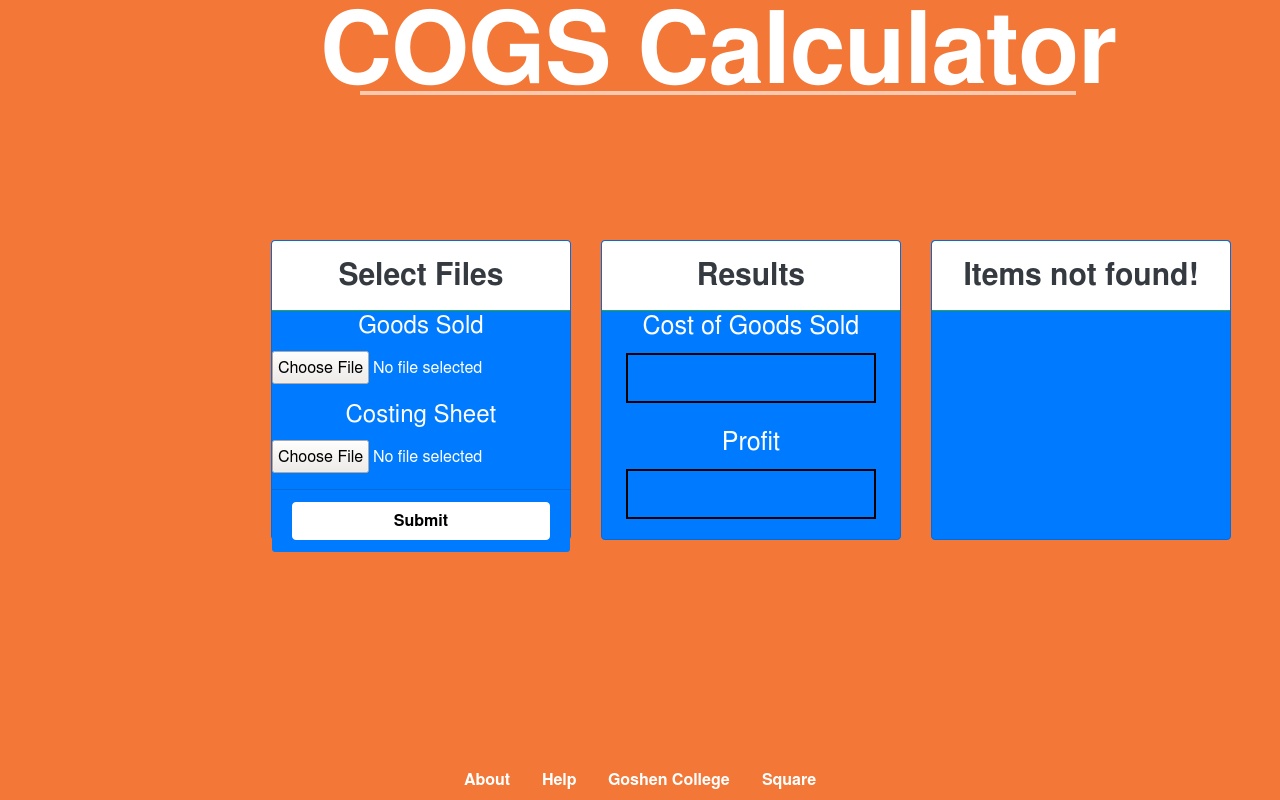 COGS Calculator
Select Files
Goods Sold
Choose File No file selected
Costing Sheet
Choose File No file selected
Submit
Results
Cost of Goods Sold
Profit
Items not found!
About Help Goshen College Square